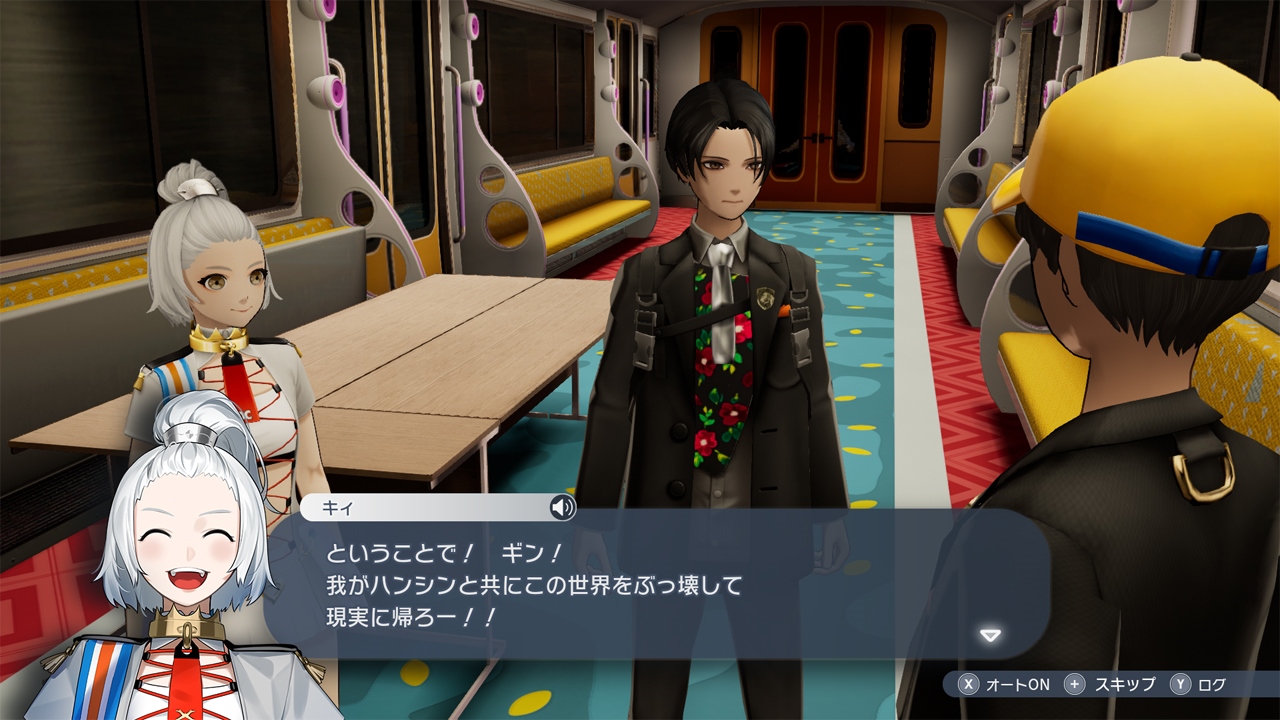 キィ
ということで！　ギン！
我がハンシンと共にこの世界をぶっ壊して
現実に帰ろー！！
X オートON + スキップ Y ログ